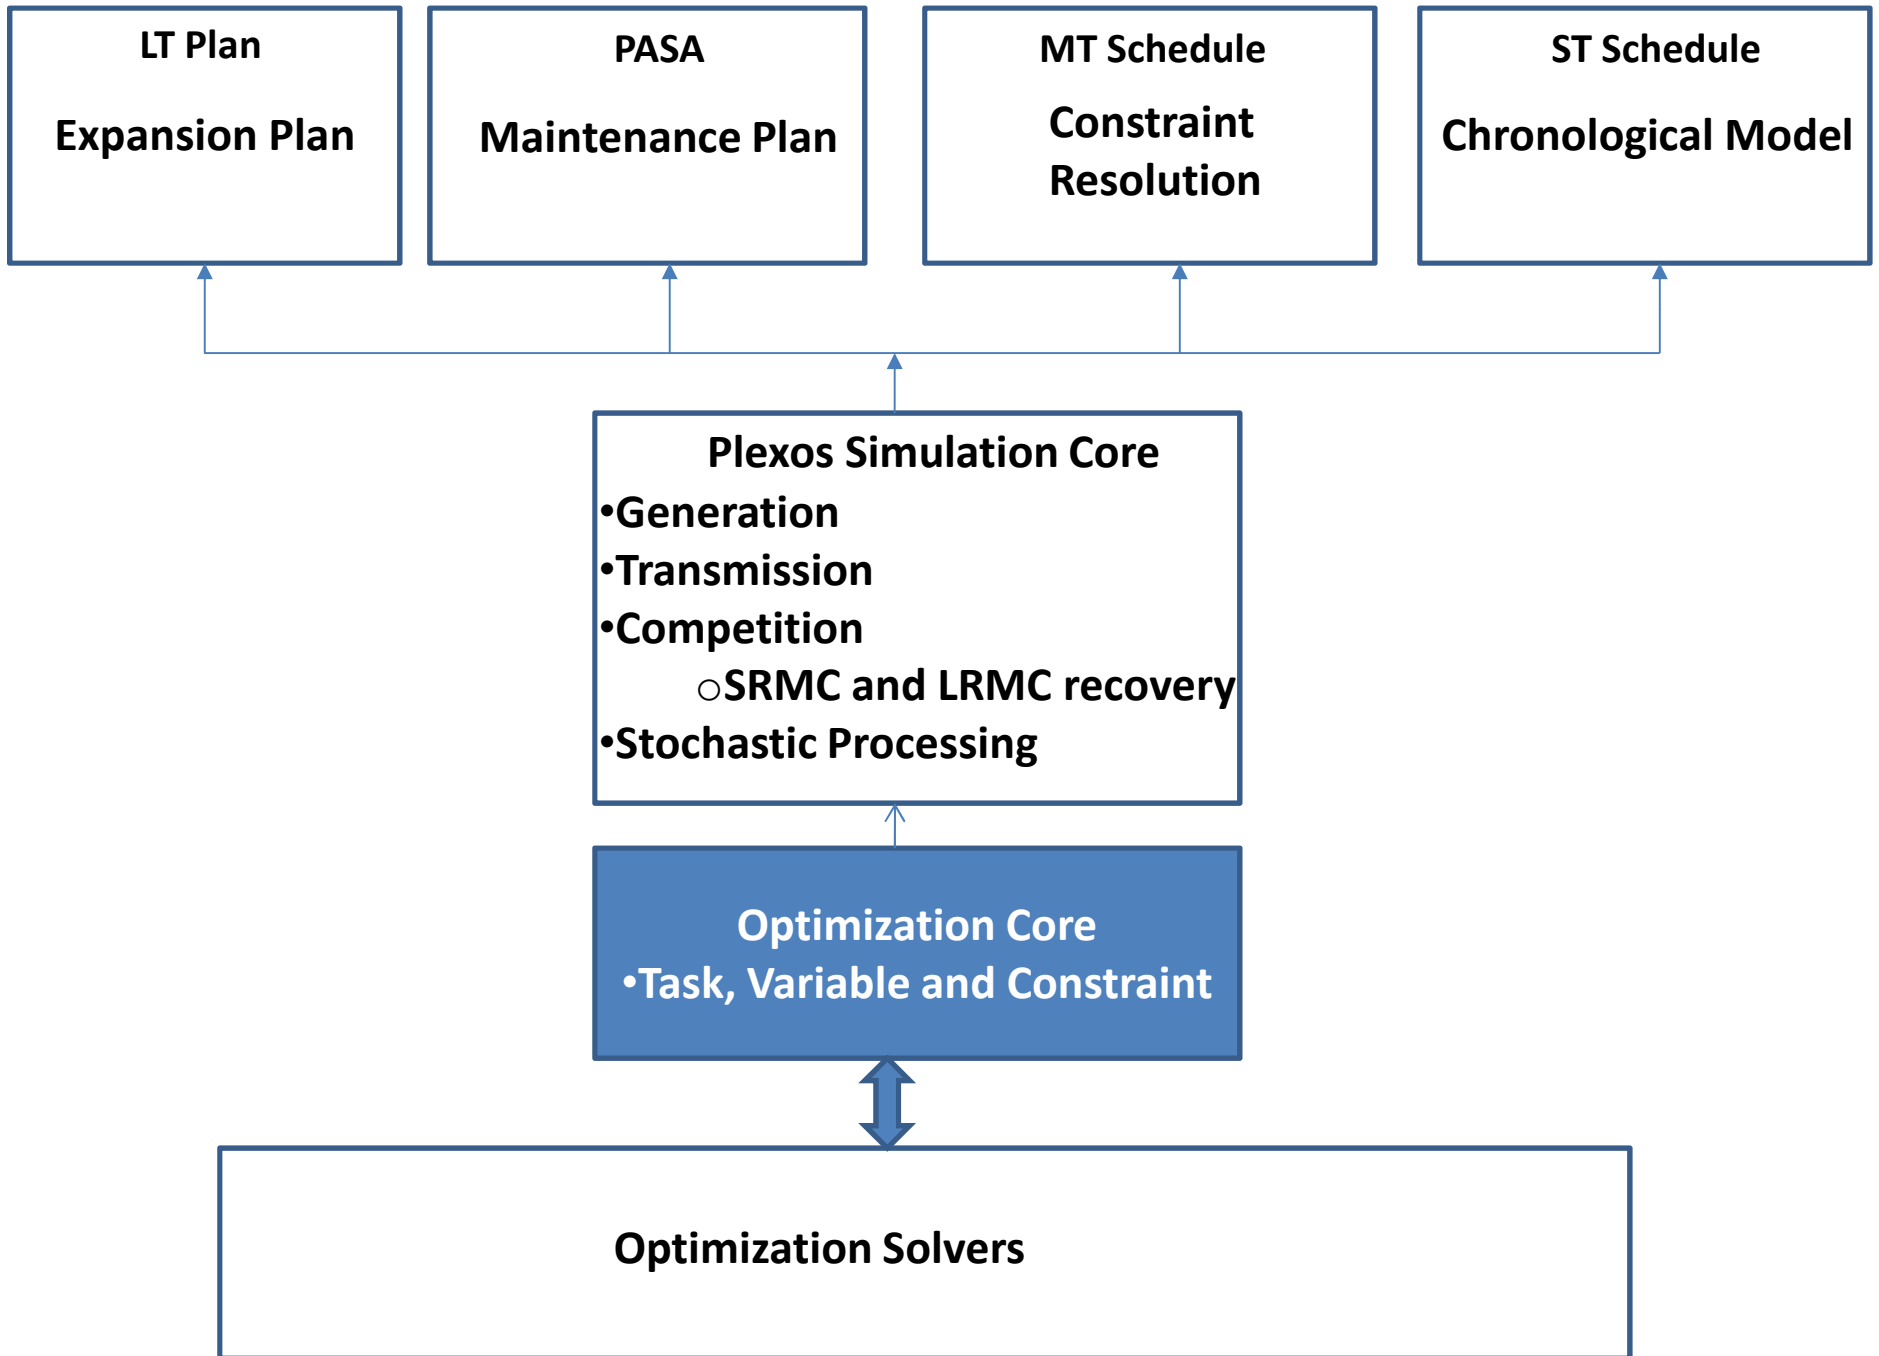 LT Plan
Expansion Plan
PASA
Maintenance Plan
MT Schedule
Constraint
Resolution
ST Schedule
Chronological Model
Plexos Simulation Core
•Generation
•Transmission
•Competition
○SRMC and LRMC recovery
•Stochastic Processing
Optimization Core
•Task, Variable and Constraint
Optimization Solvers